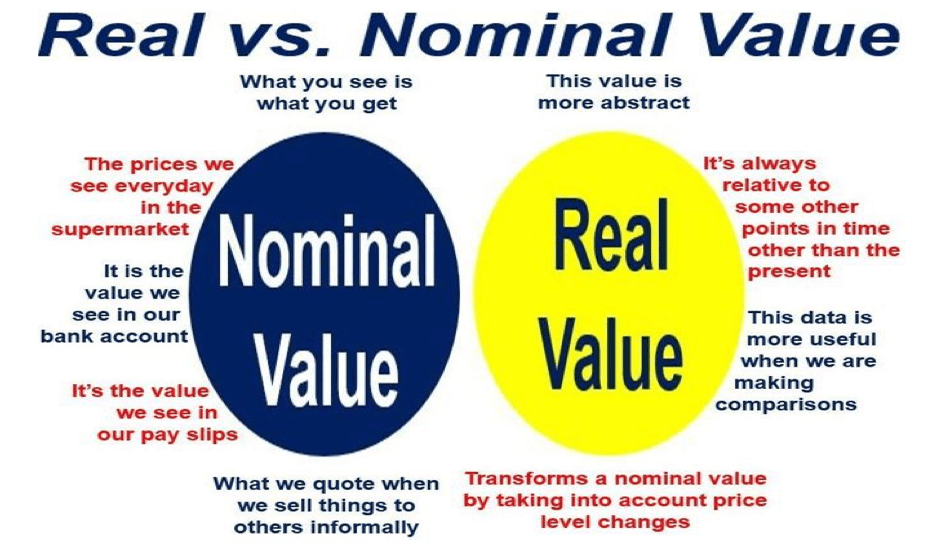 Real vs. Nominal Value
What you see is
what you get
The prices we
see everyday
in the
supermarket
It is the
value we
see in our
bank account
It's the value
we see in
our pay slips
Nominal
Value
What we quote when
we sell things to
others informally
This value is
more abstract
Real
Value
It's always
relative to
some other
points in time
other than the
present
This data is
more useful
when we are
making
comparisons
Transforms a nominal value
by taking into account price
level changes